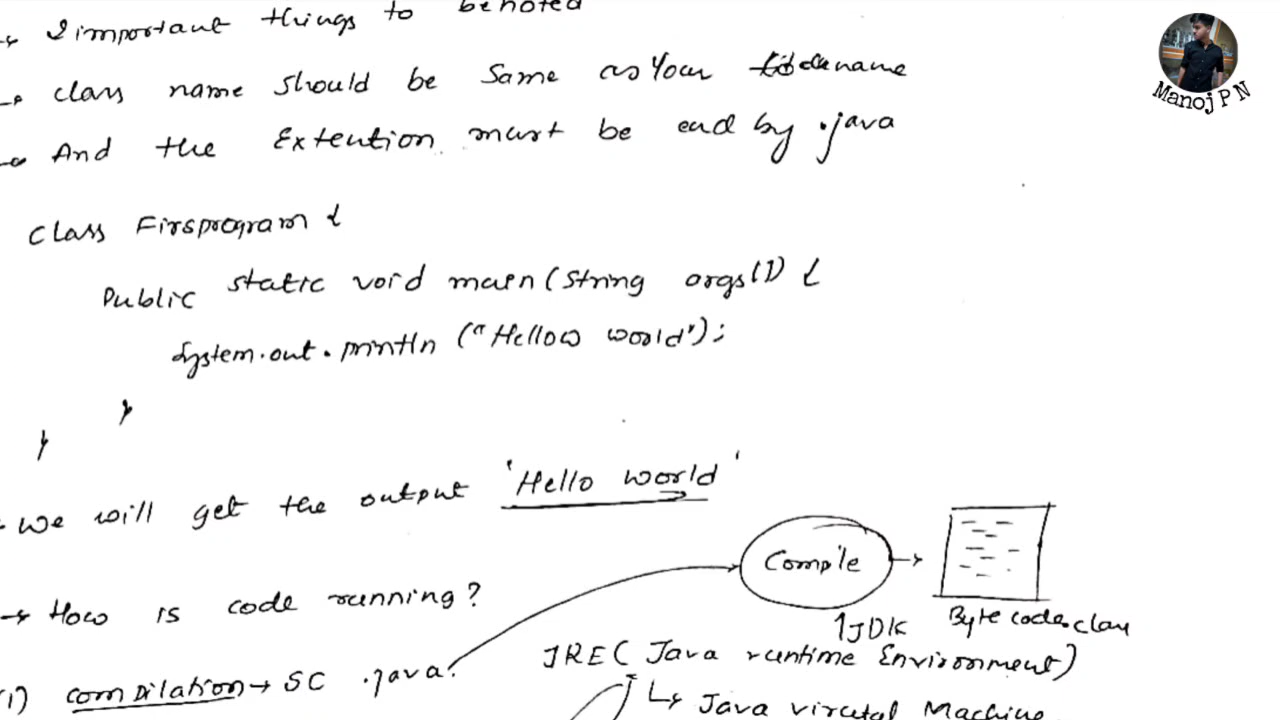 → 2 important things to be noted
→ class name should be same as your filename
→ And the Extention must be end by .java
class Firsprogram {
Public static void main (String args[]) {
System.out.println ("Hellow world");
}
}
→ we will get the output 'Hello world'
→ How is code running?
(1) compilation → SC .java
Compile
↑JDK
Byte code.class
JRE (Java runtime Environment)
↳ Java virutal Machine
Manoj P N